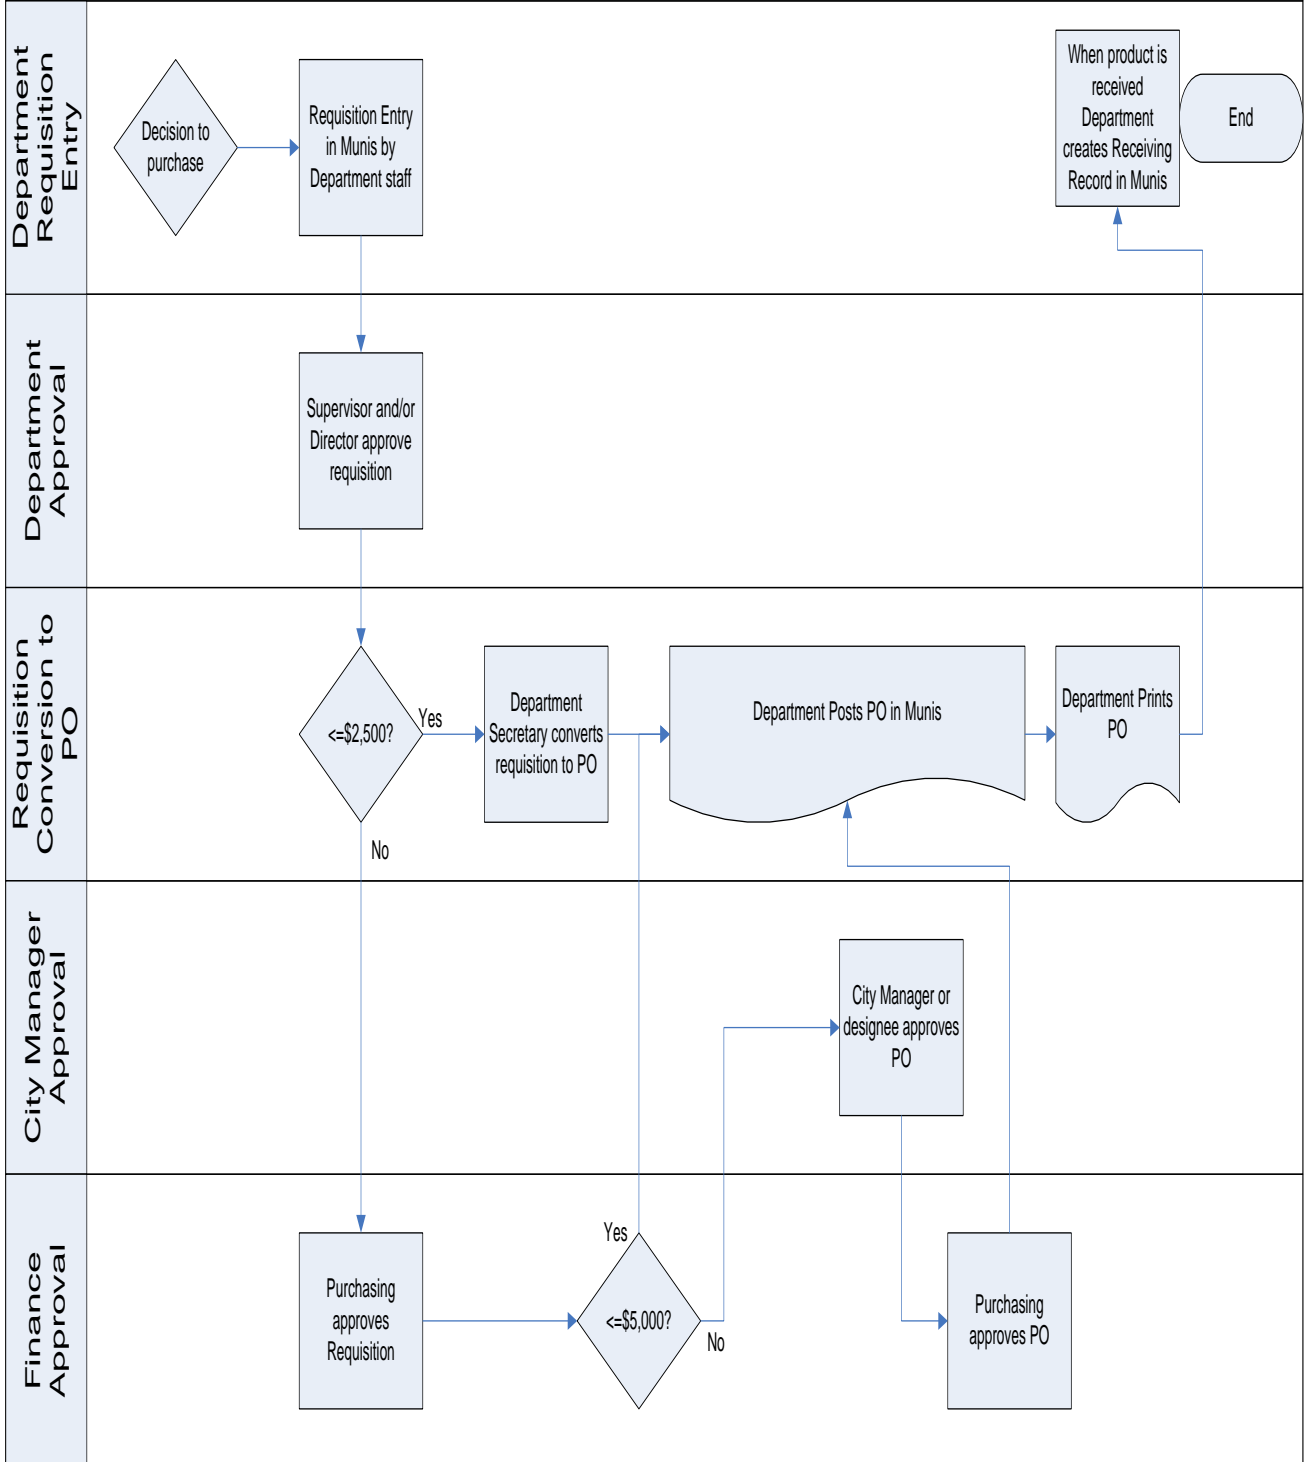 Department
Requisition
Entry
Decision to
purchase
Requisition Entry
in Munis by
Department staff
When product is
received
Department
creates Receiving
Record in Munis
End
Department
Approval
Supervisor and/or
Director approve
requisition
Requisition
Conversion to
PO
<=$2,500?
Yes
No
Department
Secretary converts
requisition to PO
Department Posts PO in Munis
Department Prints
PO
City Manager
Approval
City Manager or
designee approves
PO
Finance
Approval
Purchasing
approves
Requisition
<=$5,000?
Yes
No
Purchasing
approves PO